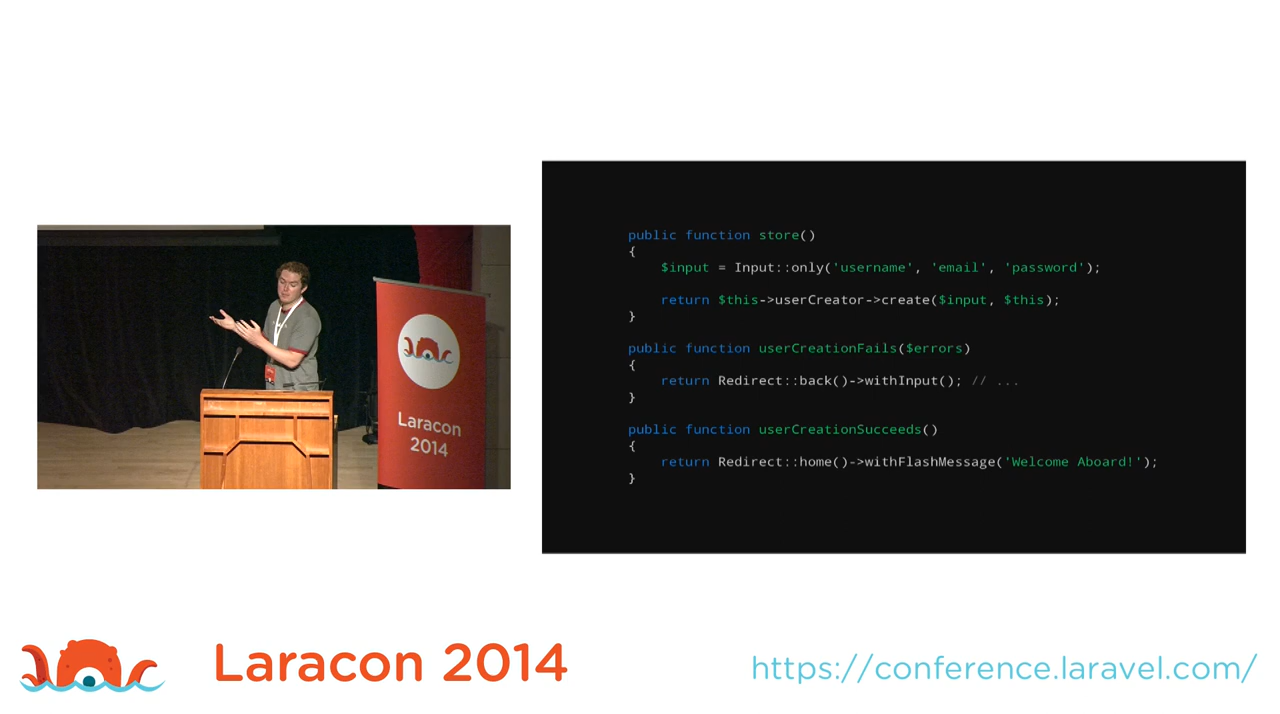 Laracon
2014
public function store()
{
$input = Input::only('username', 'email', 'password');
return $this->userCreator->create($input, $this);
}
public function userCreationFails($errors)
{
return Redirect::back()->withInput(); // ...
}
public function userCreationSucceeds()
{
return Redirect::home()->withFlashMessage('Welcome Aboard!');
}
Laracon 2014
https://conference.laravel.com/